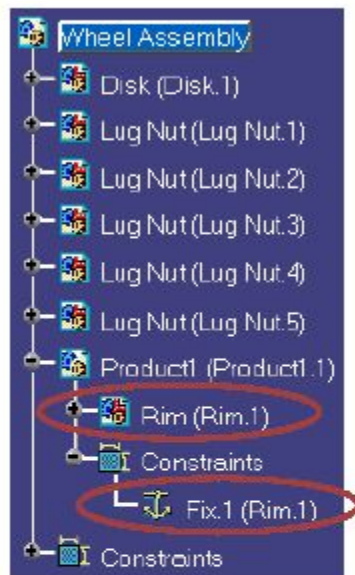 Wheel Assembly
Disk (Disk.1)
Lug Nut (Lug Nut.1)
Lug Nut (Lug Nut.2)
Lug Nut (Lug Nut.3)
Lug Nut (Lug Nut.4)
Lug Nut (Lug Nut.5)
Product1 (Product1.1)
Rim (Rim.1)
Constraints
Fix.1 (Rim.1)
Constraints